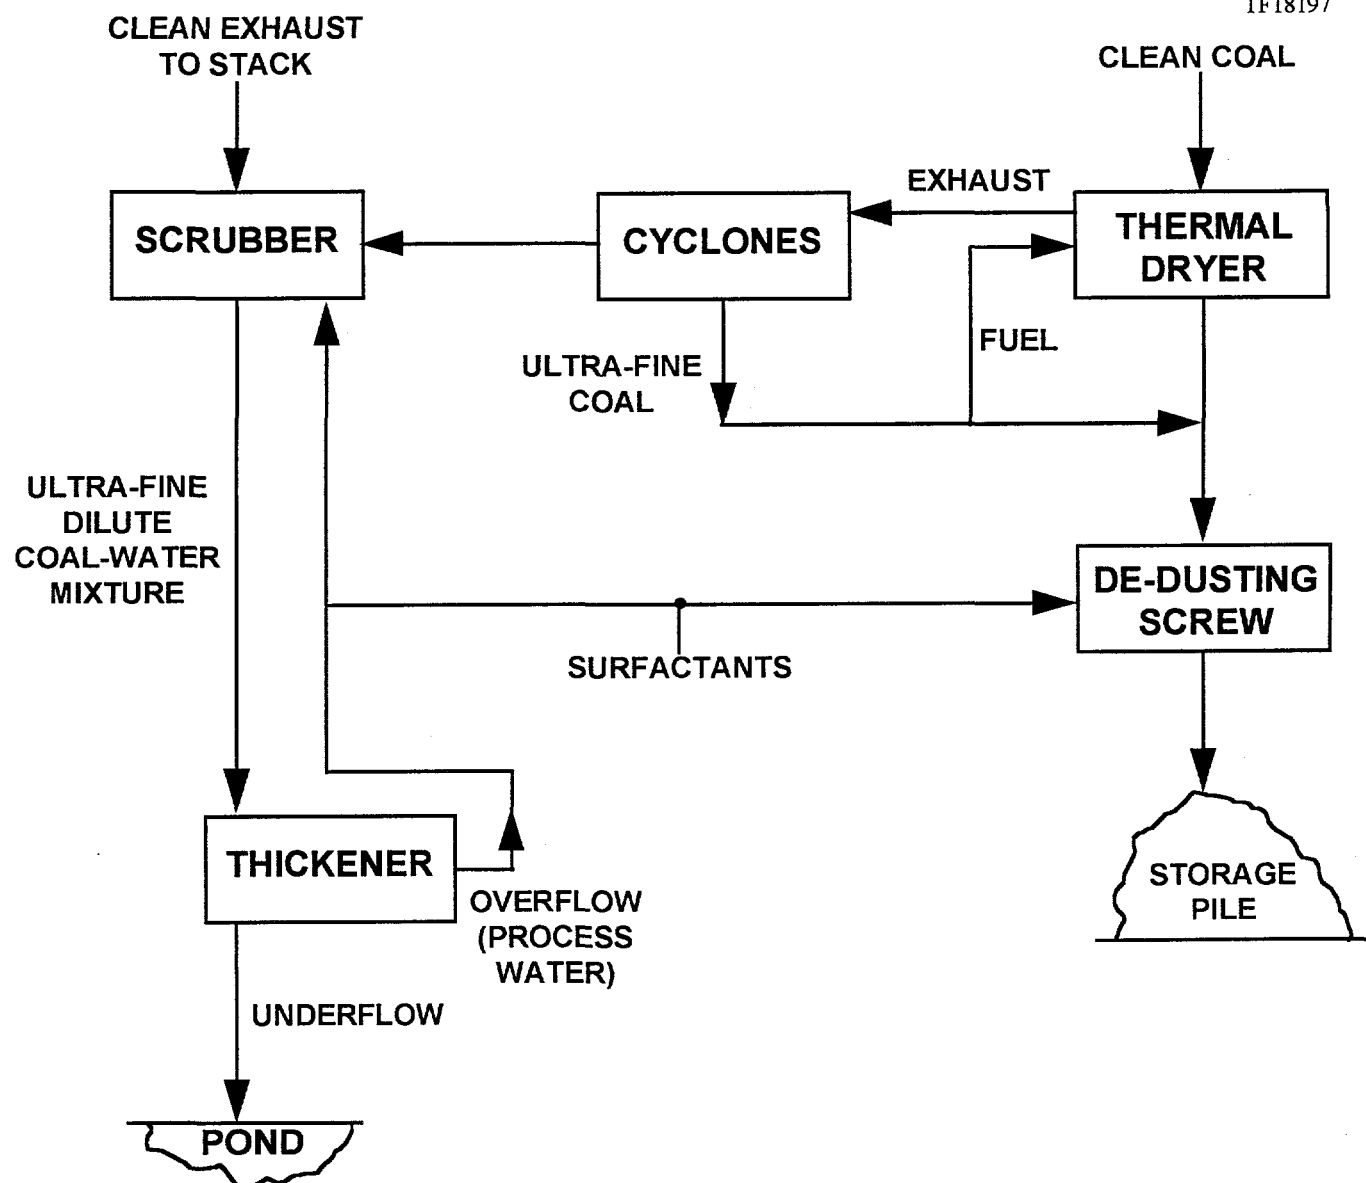 1F18197
CLEAN EXHAUST
TO STACK
CLEAN COAL
EXHAUST
SCRUBBER
CYCLONES
THERMAL
DRYER
FUEL
ULTRA-FINE
COAL
ULTRA-FINE
DILUTE
COAL-WATER
MIXTURE
DE-DUSTING
SCREW
SURFACTANTS
THICKENER
OVERFLOW
(PROCESS
WATER)
STORAGE
PILE
UNDERFLOW
POND